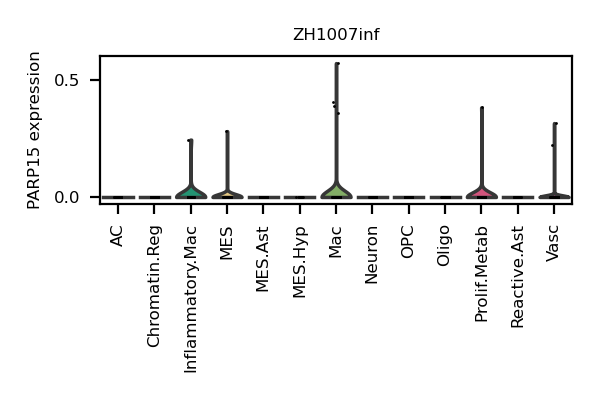 ZH1007inf
PARP15 expression
0.5
0.0
AC
Chromatin.Reg
Inflammatory.Mac
MES
MES.Ast
MES.Hyp
Mac
Neuron
OPC
Oligo
Prolif.Metab
Reactive.Ast
Vasc